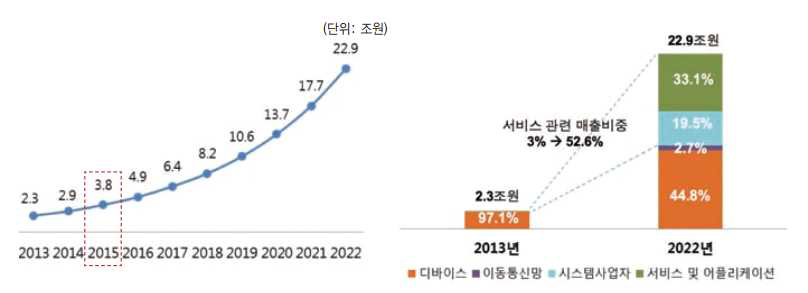 (단위: 조원)
22.9
17.7
13.7
10.6
8.2
6.4
4.9
3.8
2.9
2.3
2013 2014 2015 2016 2017 2018 2019 2020 2021 2022
22.9조원
33.1%
서비스 관련 매출비중
3% → 52.6%
19.5%
2.7%
2.3조원
97.1%
44.8%
2013년 2022년
디바이스 이동통신망 시스템사업자 서비스 및 어플리케이션